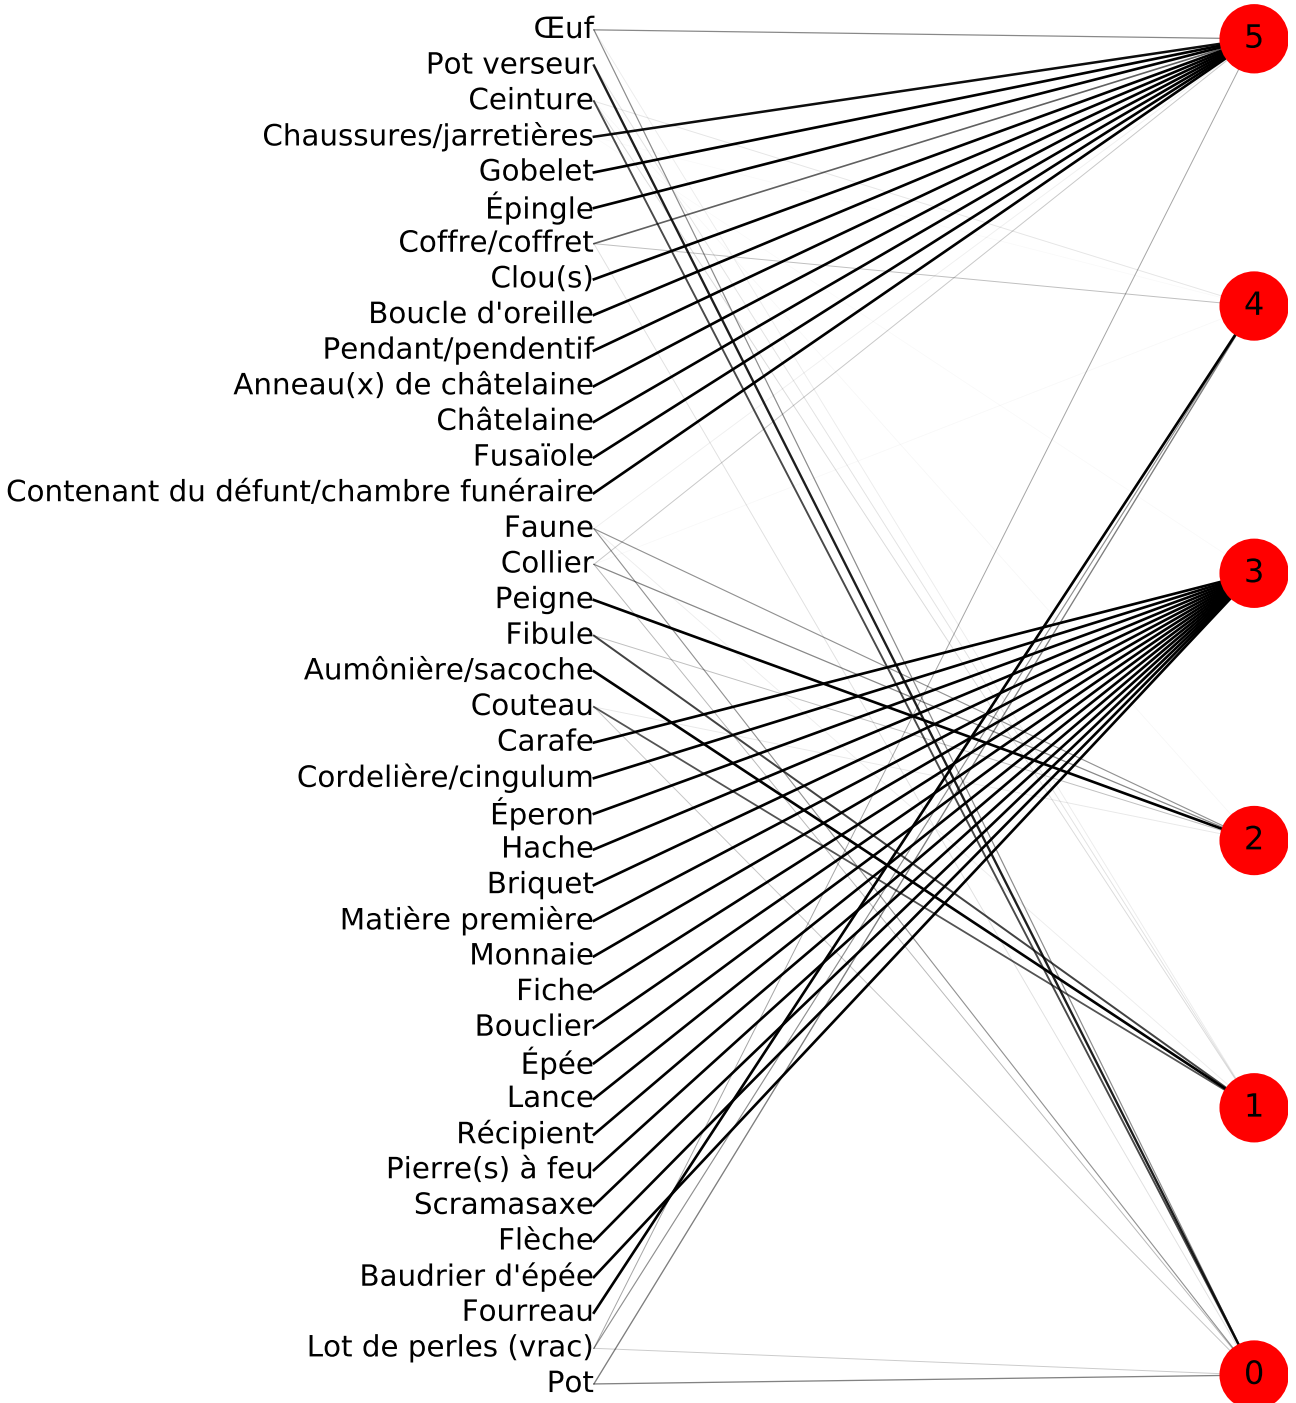 Œuf
Pot verseur
Ceinture
Chaussures/jarretières
Gobelet
Épingle
Coffre/coffret
Clou(s)
Boucle d'oreille
Pendant/pendentif
Anneau(x) de châtelaine
Châtelaine
Fusaïole
Contenant du défunt/chambre funéraire
Faune
Collier
Peigne
Fibule
Aumônière/sacoche
Couteau
Carafe
Cordelière/cingulum
Éperon
Hache
Briquet
Matière première
Monnaie
Fiche
Bouclier
Épée
Lance
Récipient
Pierre(s) à feu
Scramasaxe
Flèche
Baudrier d'épée
Fourreau
Lot de perles (vrac)
Pot
5
4
3
2
1
0